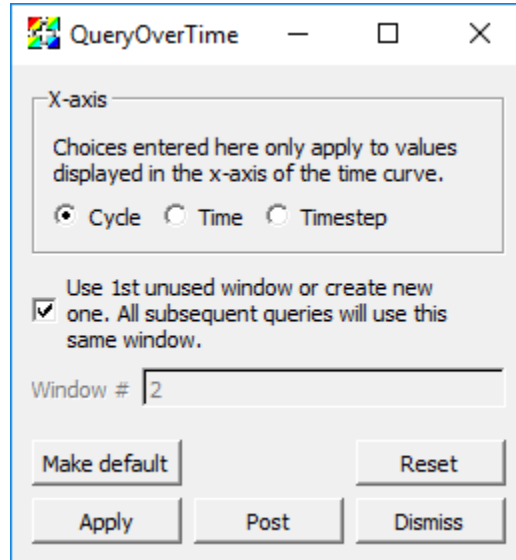 QueryOverTime
X-axis
Choices entered here only apply to values
displayed in the x-axis of the time curve.
Cycle Time Timestep
Use 1st unused window or create new
one. All subsequent queries will use this
same window.
Window # 2
Make default Reset
Apply Post Dismiss